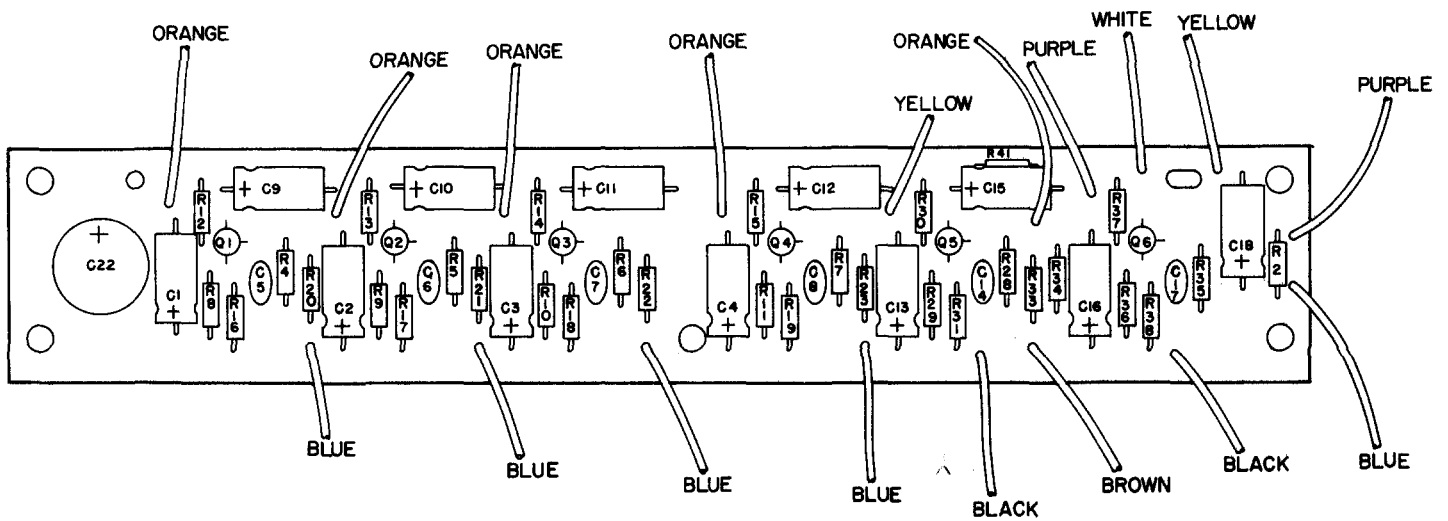 ORANGE
ORANGE
ORANGE
ORANGE
ORANGE
YELLOW
PURPLE
WHITE
YELLOW
PURPLE
C22
C1
R12
Q1
R8
R16
C9
C5
R4
R20
C2
R13
Q2
R9
R17
C10
C6
R5
R21
C3
R14
Q3
R10
R18
C11
C7
R6
R22
C4
R15
Q4
R11
R19
C12
C8
R7
R23
C13
R30
Q5
R29
R31
C15
R41
C14
R28
R33
R34
C16
R37
Q6
R36
R38
C17
R35
C18
R2
BLUE
BLUE
BLUE
BLUE
BLACK
BROWN
BLACK
BLUE